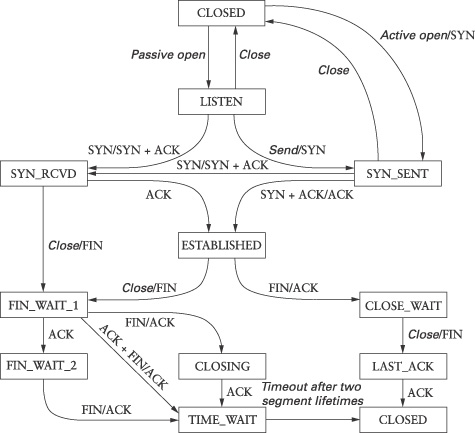 CLOSED
Active open/SYN
Passive open
Close
Close
LISTEN
SYN/SYN + ACK
Send/SYN
SYN/SYN + ACK
SYN_RCVD
SYN_SENT
ACK
SYN + ACK/ACK
Close/FIN
ESTABLISHED
Close/FIN
FIN/ACK
FIN_WAIT_1
CLOSE_WAIT
FIN/ACK
ACK
ACK + FIN/ACK
Close/FIN
FIN_WAIT_2
CLOSING
LAST_ACK
ACK
Timeout after two
segment lifetimes
ACK
FIN/ACK
TIME_WAIT
CLOSED